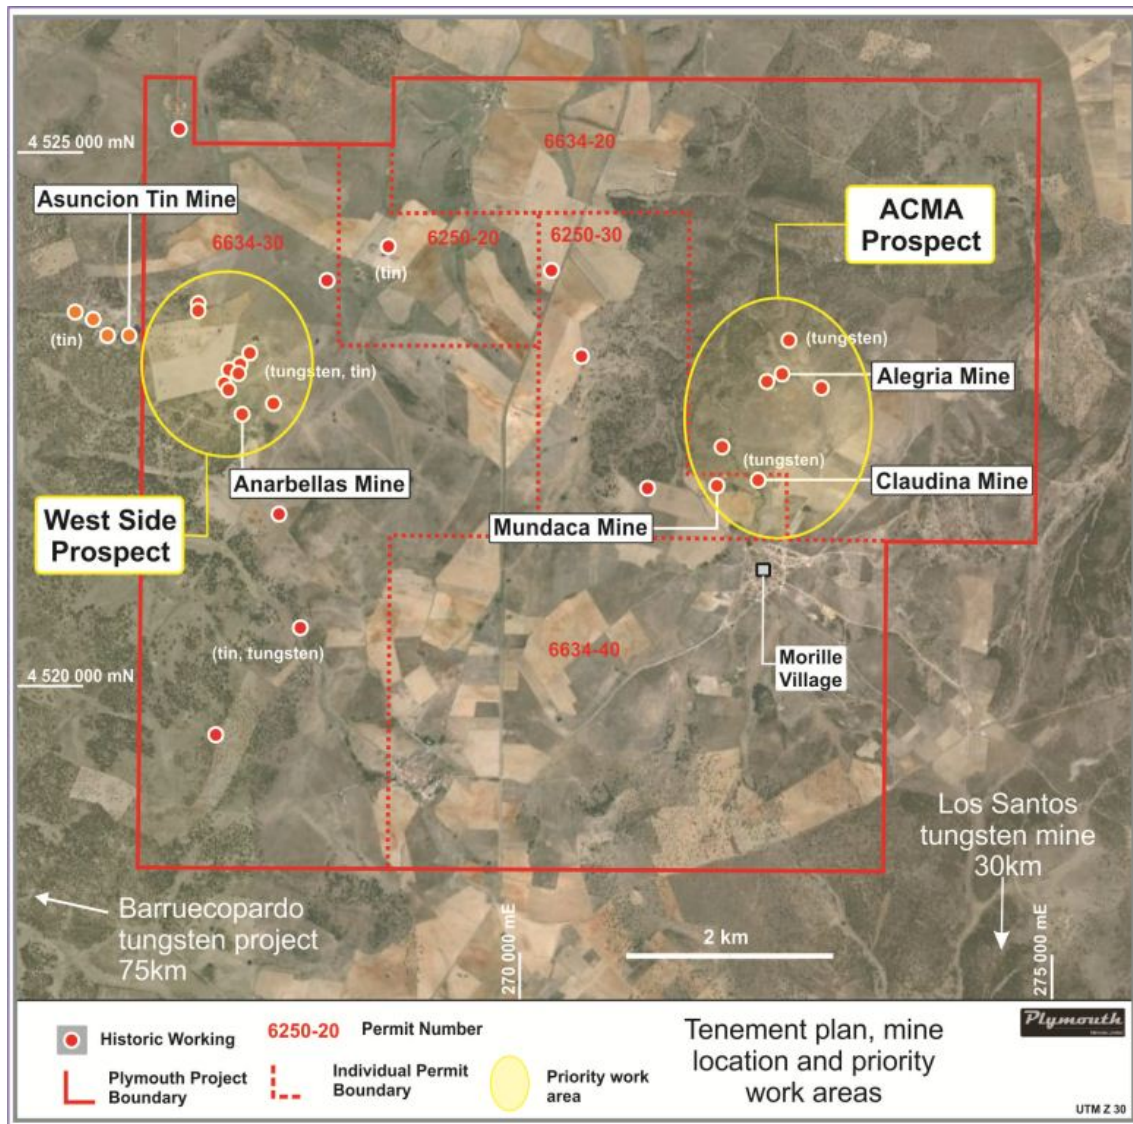 4 525 000 mN
6634-20
Asuncion Tin Mine
ACMA
Prospect
6634-30
6250-20
6250-30
(tin)
(tin)
(tungsten)
(tungsten, tin)
Alegria Mine
Anarbellas Mine
(tungsten)
Claudina Mine
West Side
Prospect
Mundaca Mine
(tin, tungsten)
6634-40
Morille
Village
4 520 000 mN
Los Santos
tungsten mine
30km
Barruecopardo
tungsten project
75km
270 000 mE
2 km
275 000 mE
Historic Working
6250-20
Permit Number
Plymouth Project
Boundary
Individual Permit
Boundary
Priority work
area
Tenement plan, mine
location and priority
work areas
Plymouth
UTM Z 30